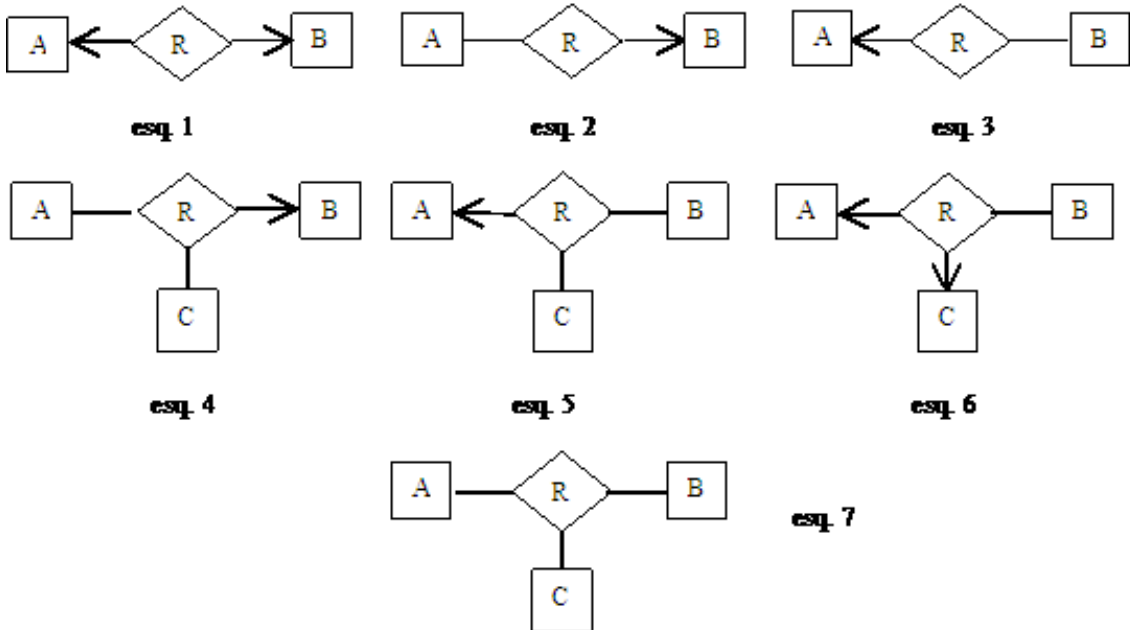 A R B A R B A R B
esq. 1 esq. 2 esq. 3
A R B A R B A R B
C C C
esq. 4 esq. 5 esq. 6
A R B
esq. 7
C